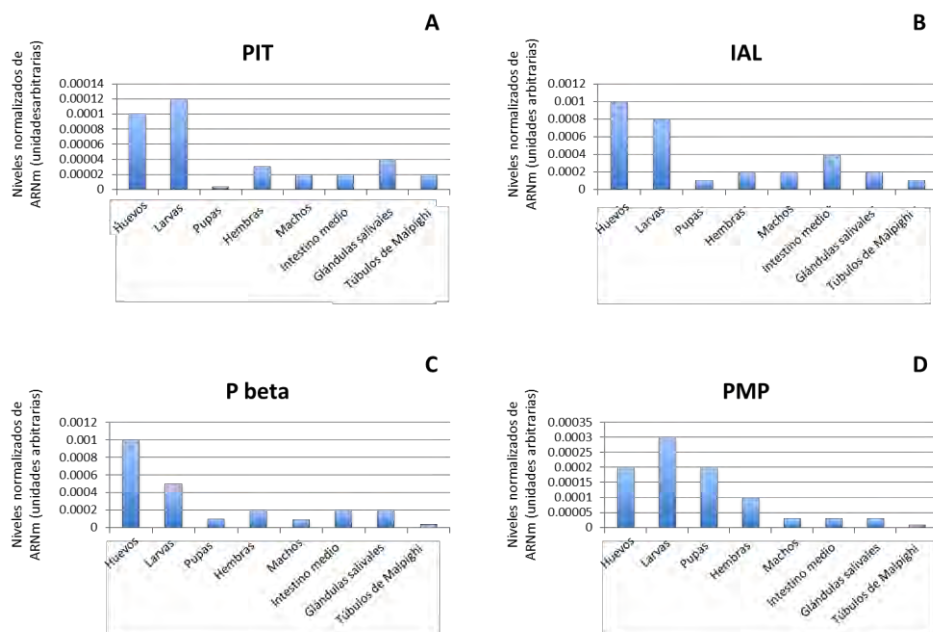 A
PIT
Niveles normalizados de
ARNm (unidadesarbitrarias)
0.00014
0.00012
0.0001
0.00008
0.00006
0.00004
0.00002
0
Huevos
Larvas
Pupas
Hembras
Machos
Intestino medio
Glándulas salivales
Túbulos de Malpighi
B
IAL
Niveles normalizados de
ARNm (unidades arbitrarias)
0.0012
0.001
0.0008
0.0006
0.0004
0.0002
0
Huevos
Larvas
Pupas
Hembras
Machos
Intestino medio
Glándulas salivales
Túbulos de Malpighi
C
P beta
Niveles normalizados de
ARNm (unidades arbitrarias)
0.0012
0.001
0.0008
0.0006
0.0004
0.0002
0
Huevos
Larvas
Pupas
Hembras
Machos
Intestino medio
Glándulas salivales
Túbulos de Malpighi
D
PMP
Niveles normalizados de
ARNm (unidades arbitrarias)
0.00035
0.0003
0.00025
0.0002
0.00015
0.0001
0.00005
0
Huevos
Larvas
Pupas
Hembras
Machos
Intestino medio
Glándulas salivales
Túbulos de Malpighi